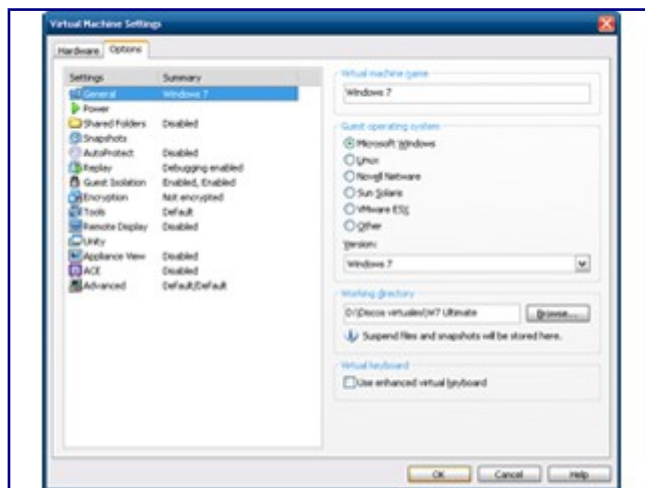 Virtual Machine Settings
Hardware Options
Settings Summary
General Windows 7
Power
Shared Folders Disabled
Snapshots
AutoProtect Disabled
Replay Debugging enabled
Guest Isolation Enabled, Enabled
Encryption Not encrypted
Tools Default
Remote Display Disabled
Unity
Appliance View Disabled
ACE Disabled
Advanced Default/Default
Virtual machine name
Windows 7
Guest operating system
Microsoft Windows
Linux
Novell Netware
Sun Solaris
VMware ESX
Other
Version:
Windows 7
Working directory
D:\Discos virtuales\W7 Ultimate Browse...
Suspend files and snapshots will be stored here.
Virtual keyboard
Use enhanced virtual keyboard
OK Cancel Help